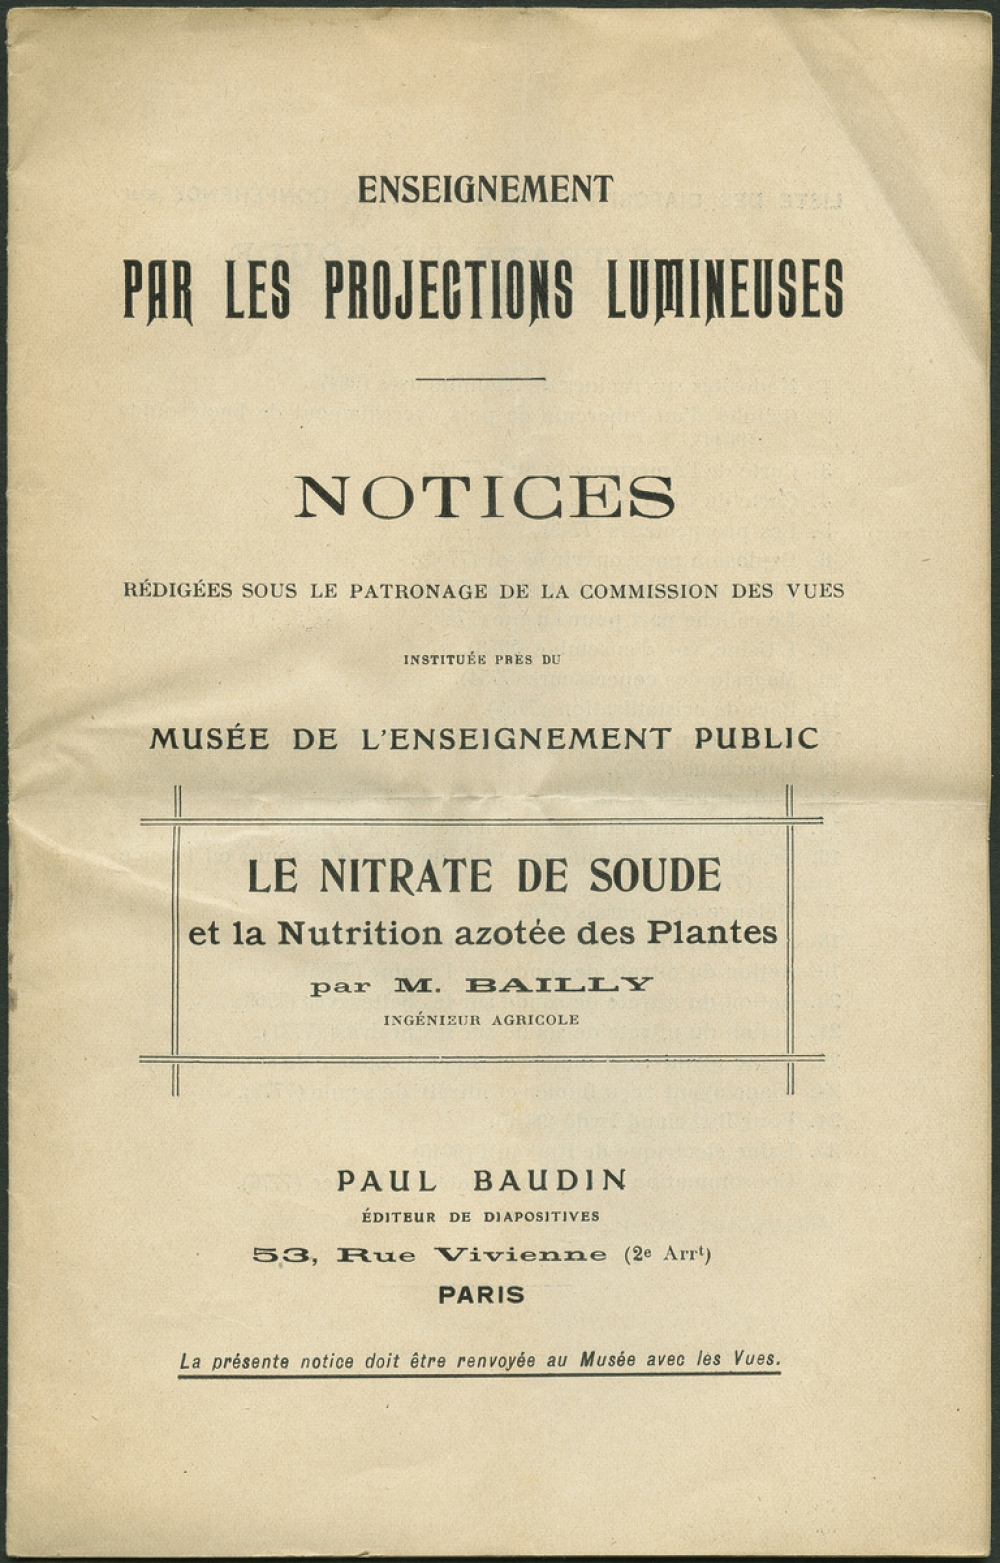 ENSEIGNEMENT
PAR LES PROJECTIONS LUMINEUSES
NOTICES
RÉDIGÉES SOUS LE PATRONAGE DE LA COMMISSION DES VUES
INSTITUÉE PRÈS DU
MUSÉE DE L'ENSEIGNEMENT PUBLIC
LE NITRATE DE SOUDE
et la Nutrition azotée des Plantes
par M. BAILLY
INGÉNIEUR AGRICOLE
PAUL BAUDIN
ÉDITEUR DE DIAPOSITIVES
53, Rue Vivienne (2e Arrt)
PARIS
La présente notice doit être renvoyée au Musée avec les Vues.